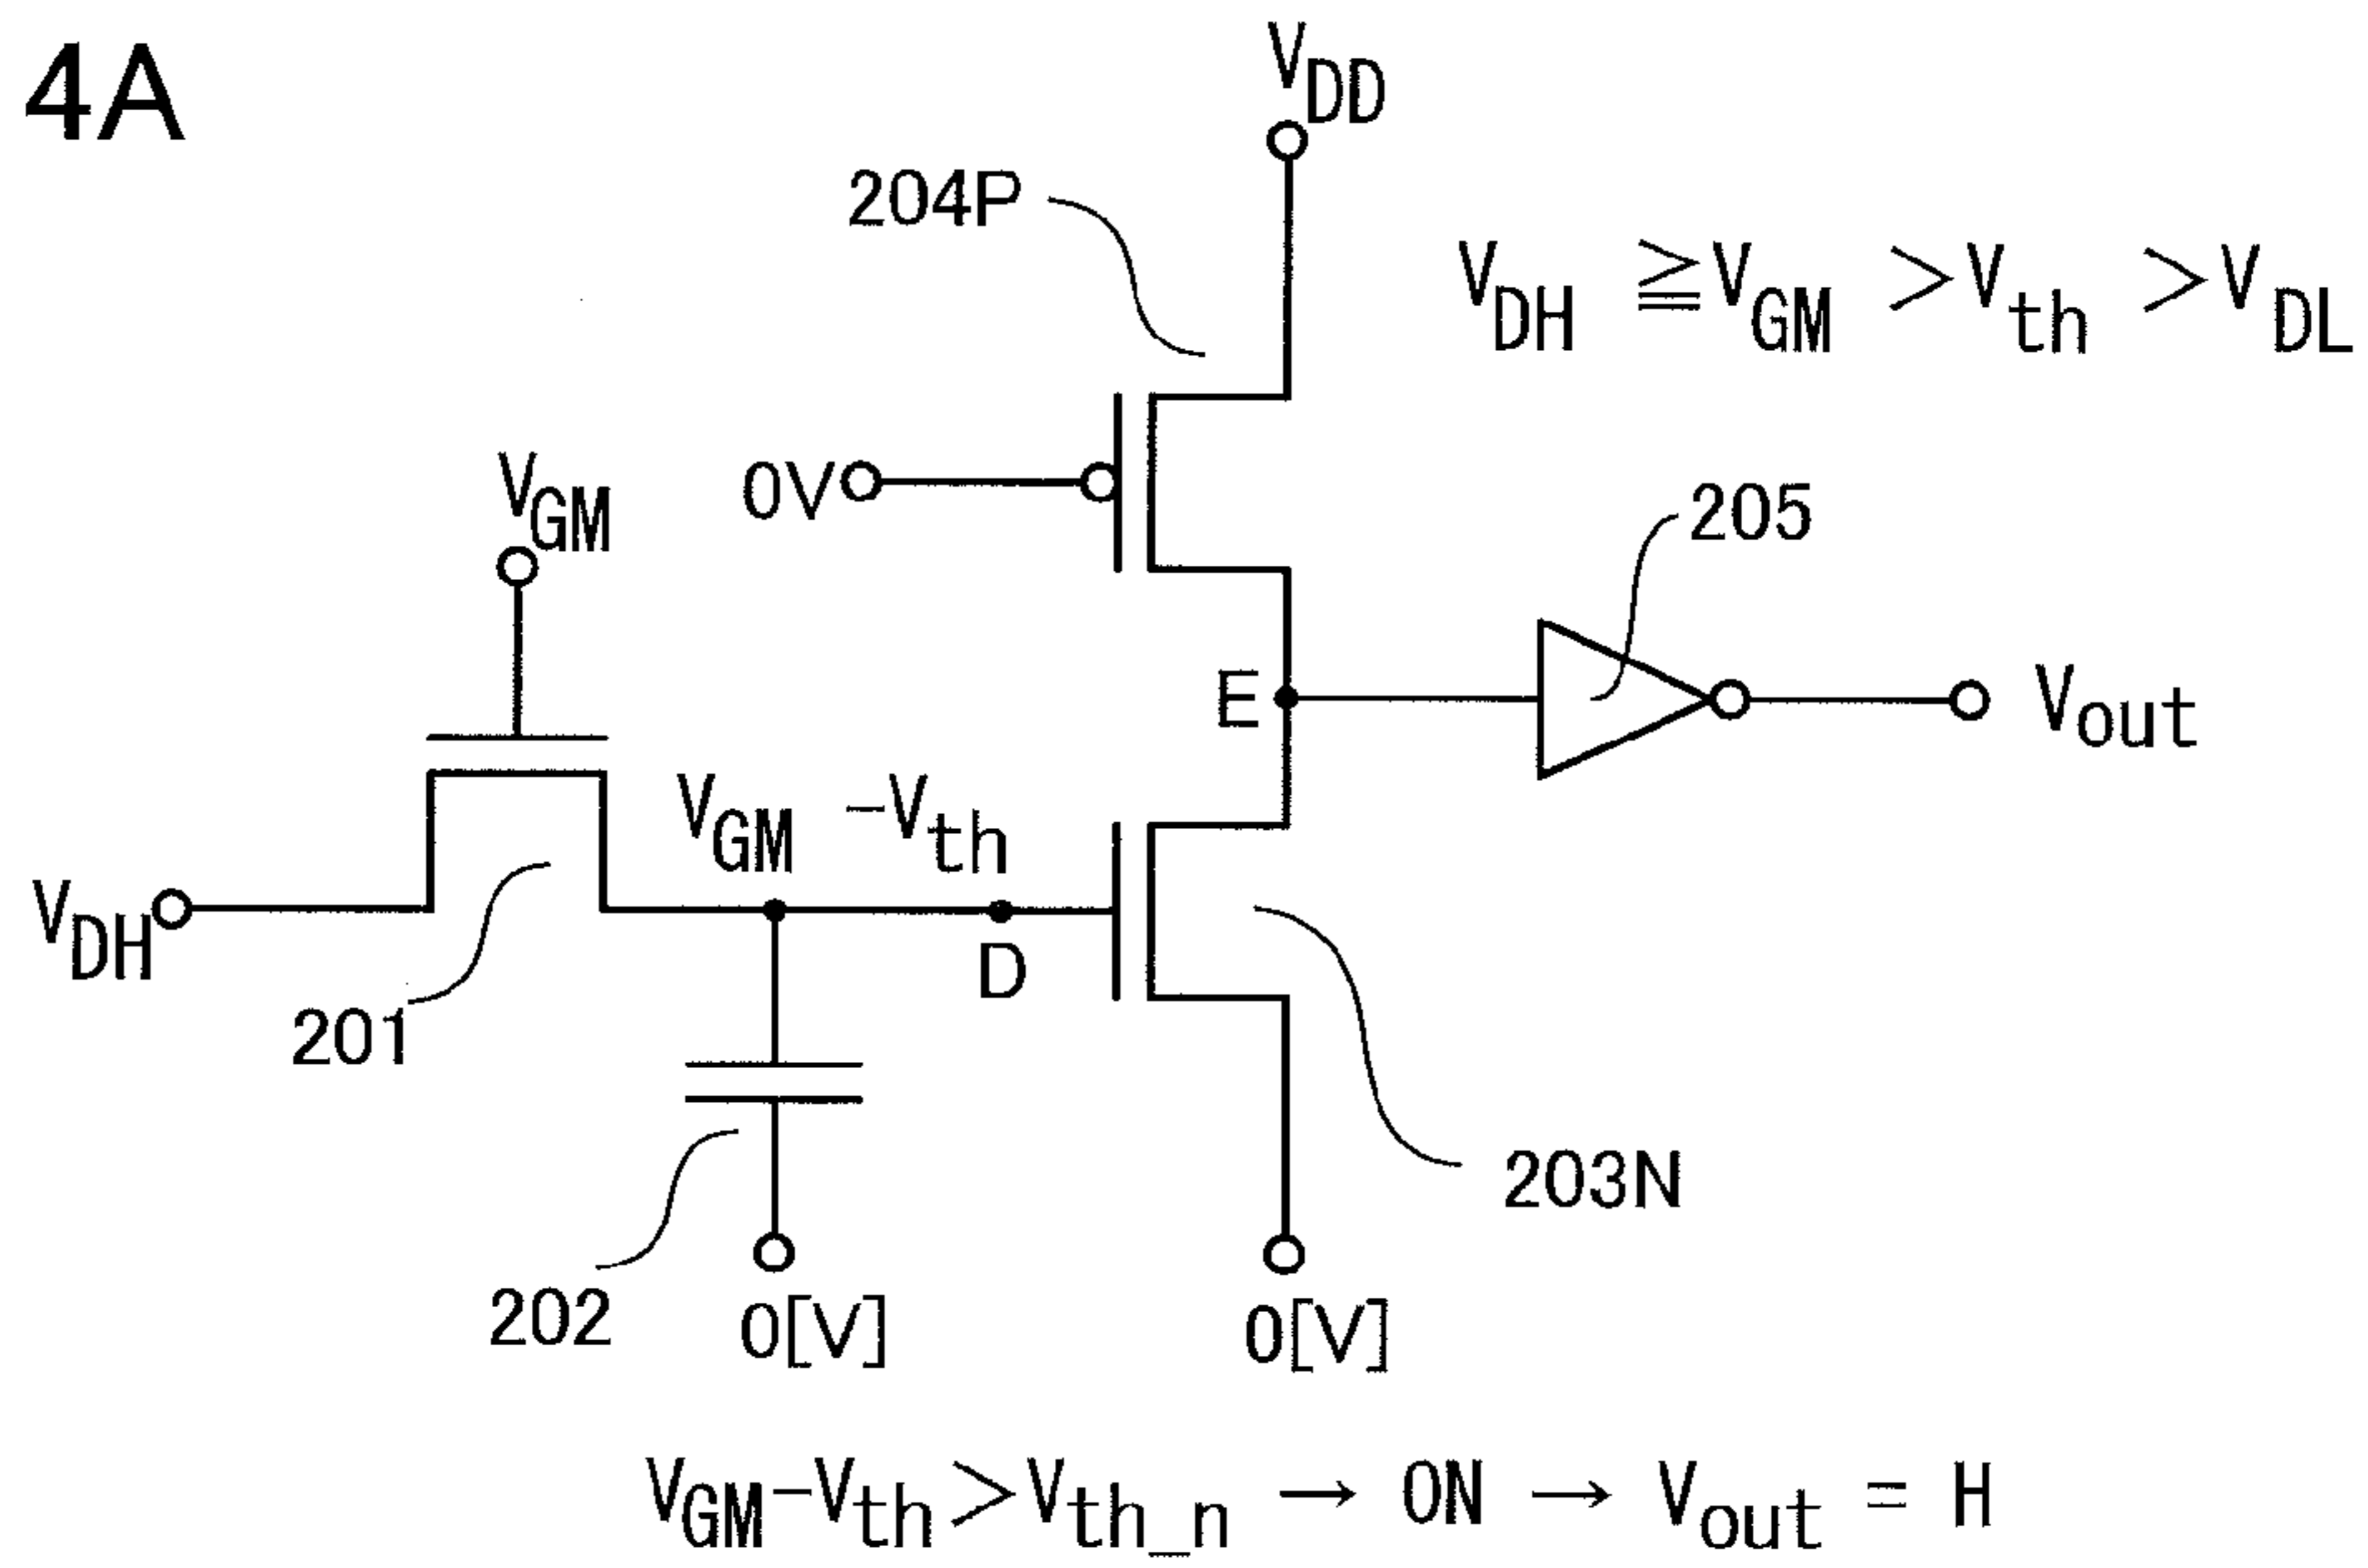 4A
VDD
204P
VDH ≧ VGM > Vth > VDL
0V
VGM
205
E
Vout
VGM -Vth
VDH
D
201
203N
202
0[V]
0[V]
VGM-Vth>Vth_n → ON → Vout = H